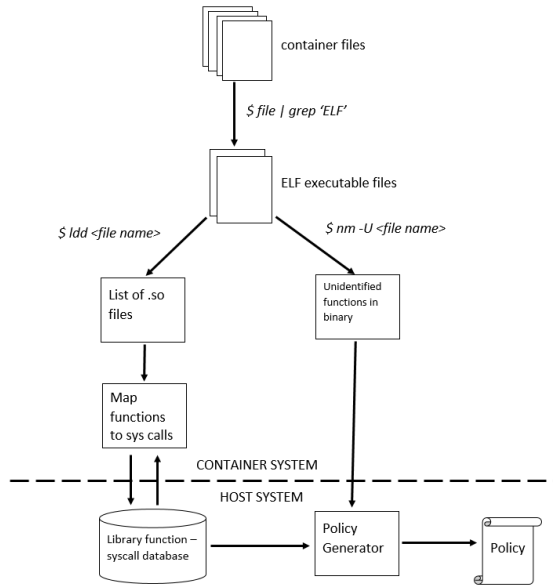 container files
$ file | grep ‘ELF’
ELF executable files
$ ldd <file name>
$ nm -U <file name>
List of .so
files
Unidentified
functions in
binary
Map
functions
to sys calls
CONTAINER SYSTEM
HOST SYSTEM
Library function –
syscall database
Policy
Generator
Policy